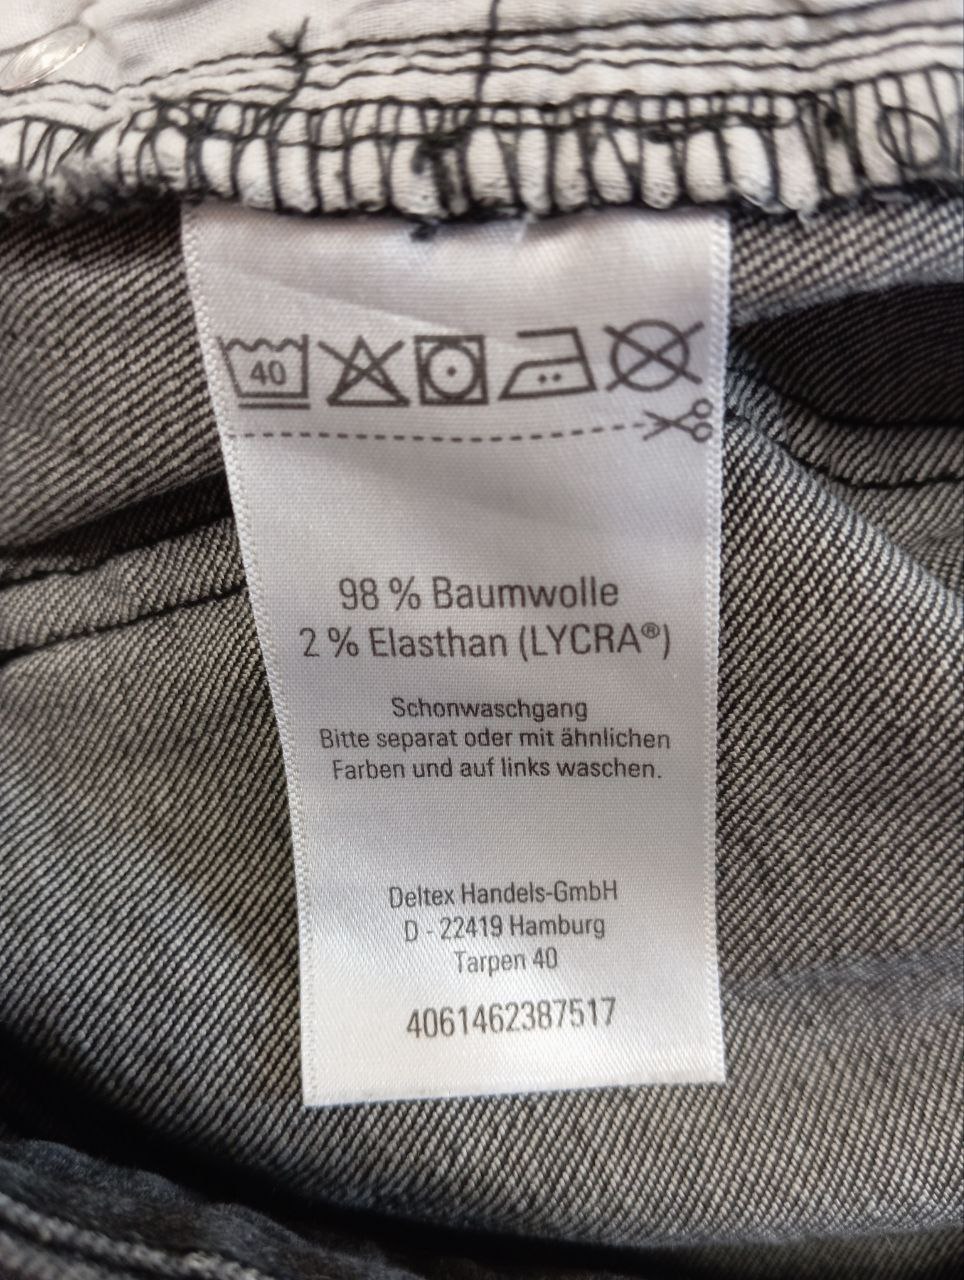 40
98 % Baumwolle
2 % Elasthan (LYCRA®)
Schonwaschgang
Bitte separat oder mit ähnlichen
Farben und auf links waschen.
Deltex Handels-GmbH
D - 22419 Hamburg
Tarpen 40
4061462387517